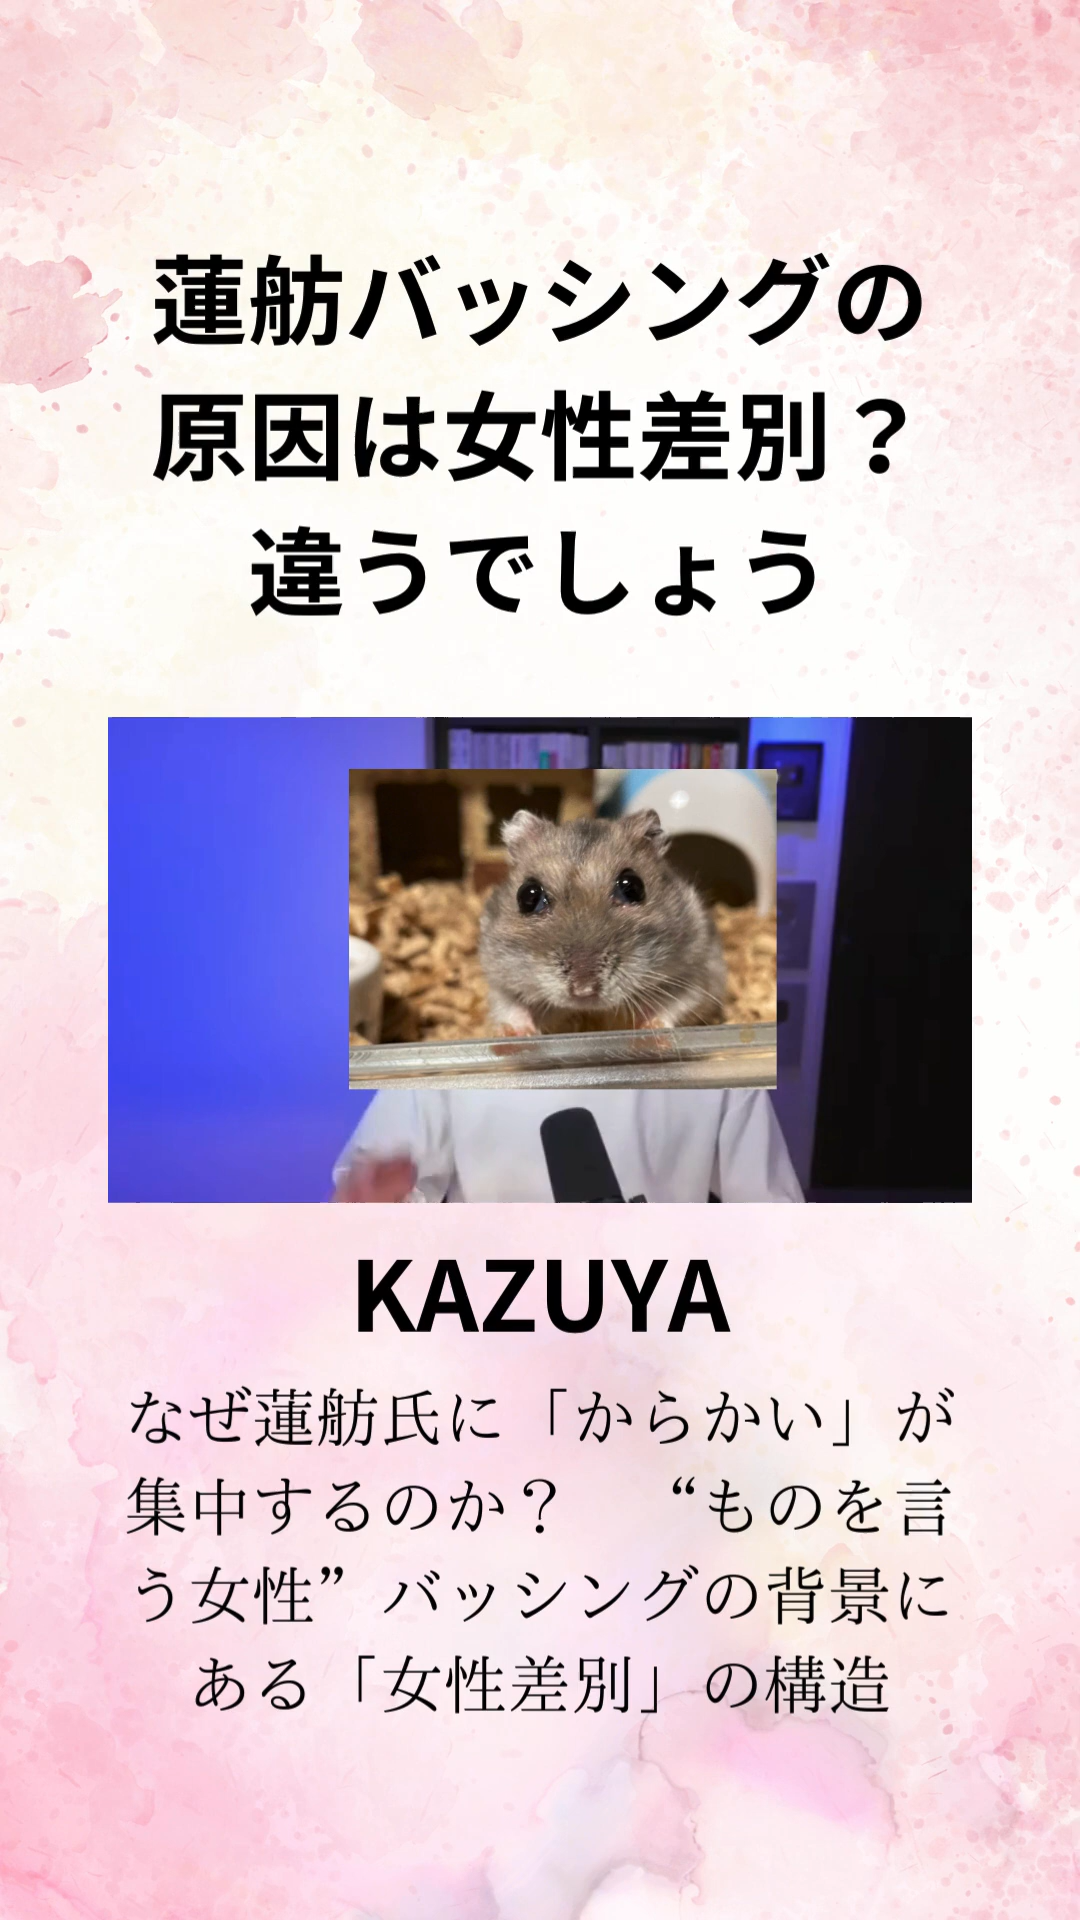 蓮舫バッシングの
原因は女性差別？
違うでしょう
KAZUYA
なぜ蓮舫氏に「からかい」が
集中するのか？　“ものを言
う女性”バッシングの背景に
ある「女性差別」の構造